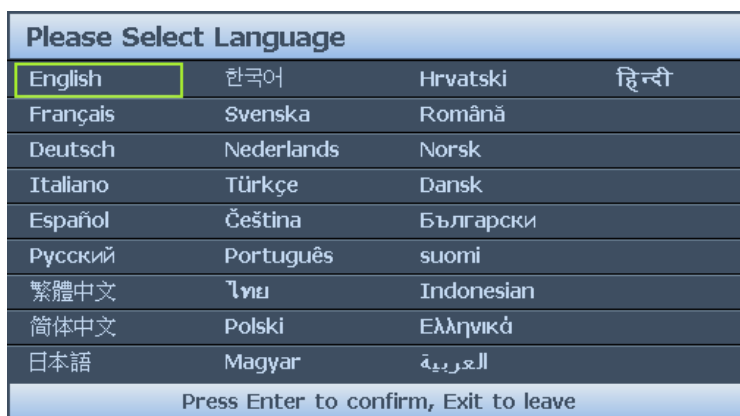 Please Select Language
English 한국어 Hrvatski हिन्दी
Français Svenska Română
Deutsch Nederlands Norsk
Italiano Türkçe Dansk
Español Čeština Български
Русский Português suomi
繁體中文 ไทย Indonesian
简体中文 Polski Ελληνικά
日本語 Magyar العربية
Press Enter to confirm, Exit to leave